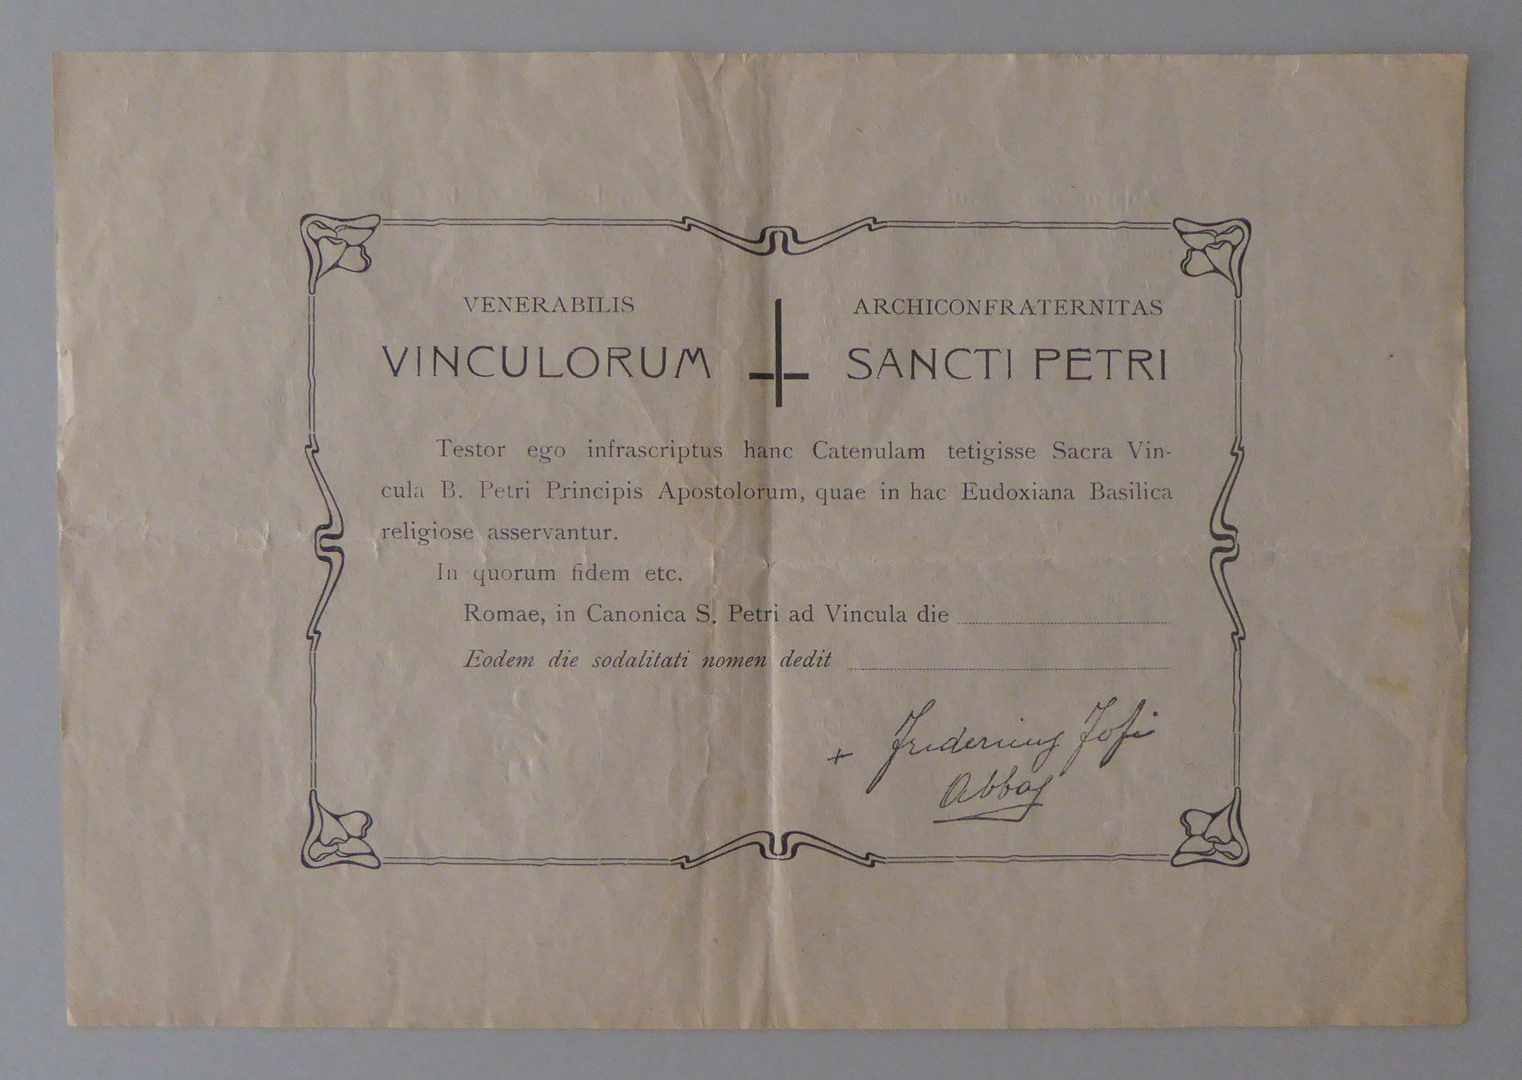 VENERABILIS ARCHICONFRATERNITAS
VINCULORUM SANCTI PETRI
Testor ego infrascriptus hanc Catenulam tetigisse Sacra Vin-
cula B. Petri Principis Apostolorum, quae in hac Eudoxiana Basilica
religiose asservantur.
In quorum fidem etc.
Romae, in Canonica S. Petri ad Vincula die
Eodem die sodalitati nomen dedit
+
Abbas